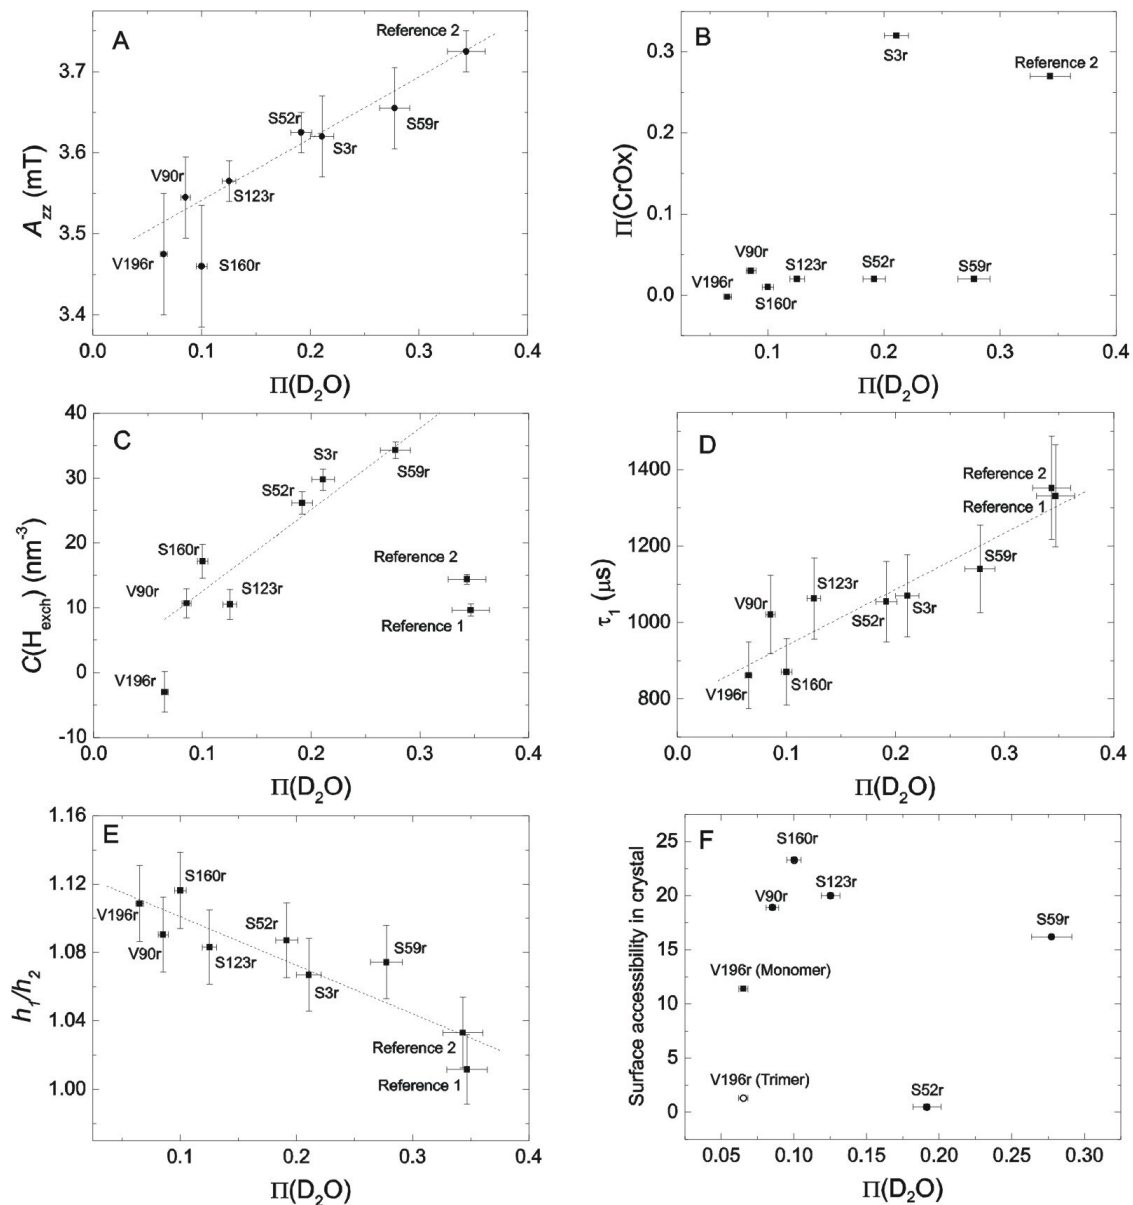 A
Reference 2
3.7
S52r
S59r
S3r
3.6
V90r
S123r
3.5
V196r
S160r
3.4
A_zz (mT)
0.0 0.1 0.2 0.3 0.4
Π(D₂O)
B
0.3
S3r
Reference 2
0.2
0.1
V90r
S123r
S52r
S59r
V196r
0.0
S160r
Π(CrOx)
0.1 0.2 0.3 0.4
Π(D₂O)
C
40
S3r
S59r
30
S52r
20
S160r
Reference 2
V90r
S123r
10
Reference 1
0
V196r
-10
C(H_exch) (nm⁻³)
0.0 0.1 0.2 0.3 0.4
Π(D₂O)
D
1400
Reference 2
Reference 1
1200
S59r
S123r
V90r
1000
S52r
S3r
V196r
S160r
800
τ₁ (µs)
0.0 0.1 0.2 0.3 0.4
Π(D₂O)
1.16
E
S160r
1.12
V196r
S52r
S59r
V90r
S123r
1.08
S3r
1.04
Reference 2
Reference 1
1.00
h₁/h₂
0.1 0.2 0.3 0.4
Π(D₂O)
F
25
S160r
20
V90r
S123r
S59r
15
V196r (Monomer)
10
5
V196r (Trimer)
S52r
0
Surface accessibility in crystal
0.05 0.10 0.15 0.20 0.25 0.30
Π(D₂O)